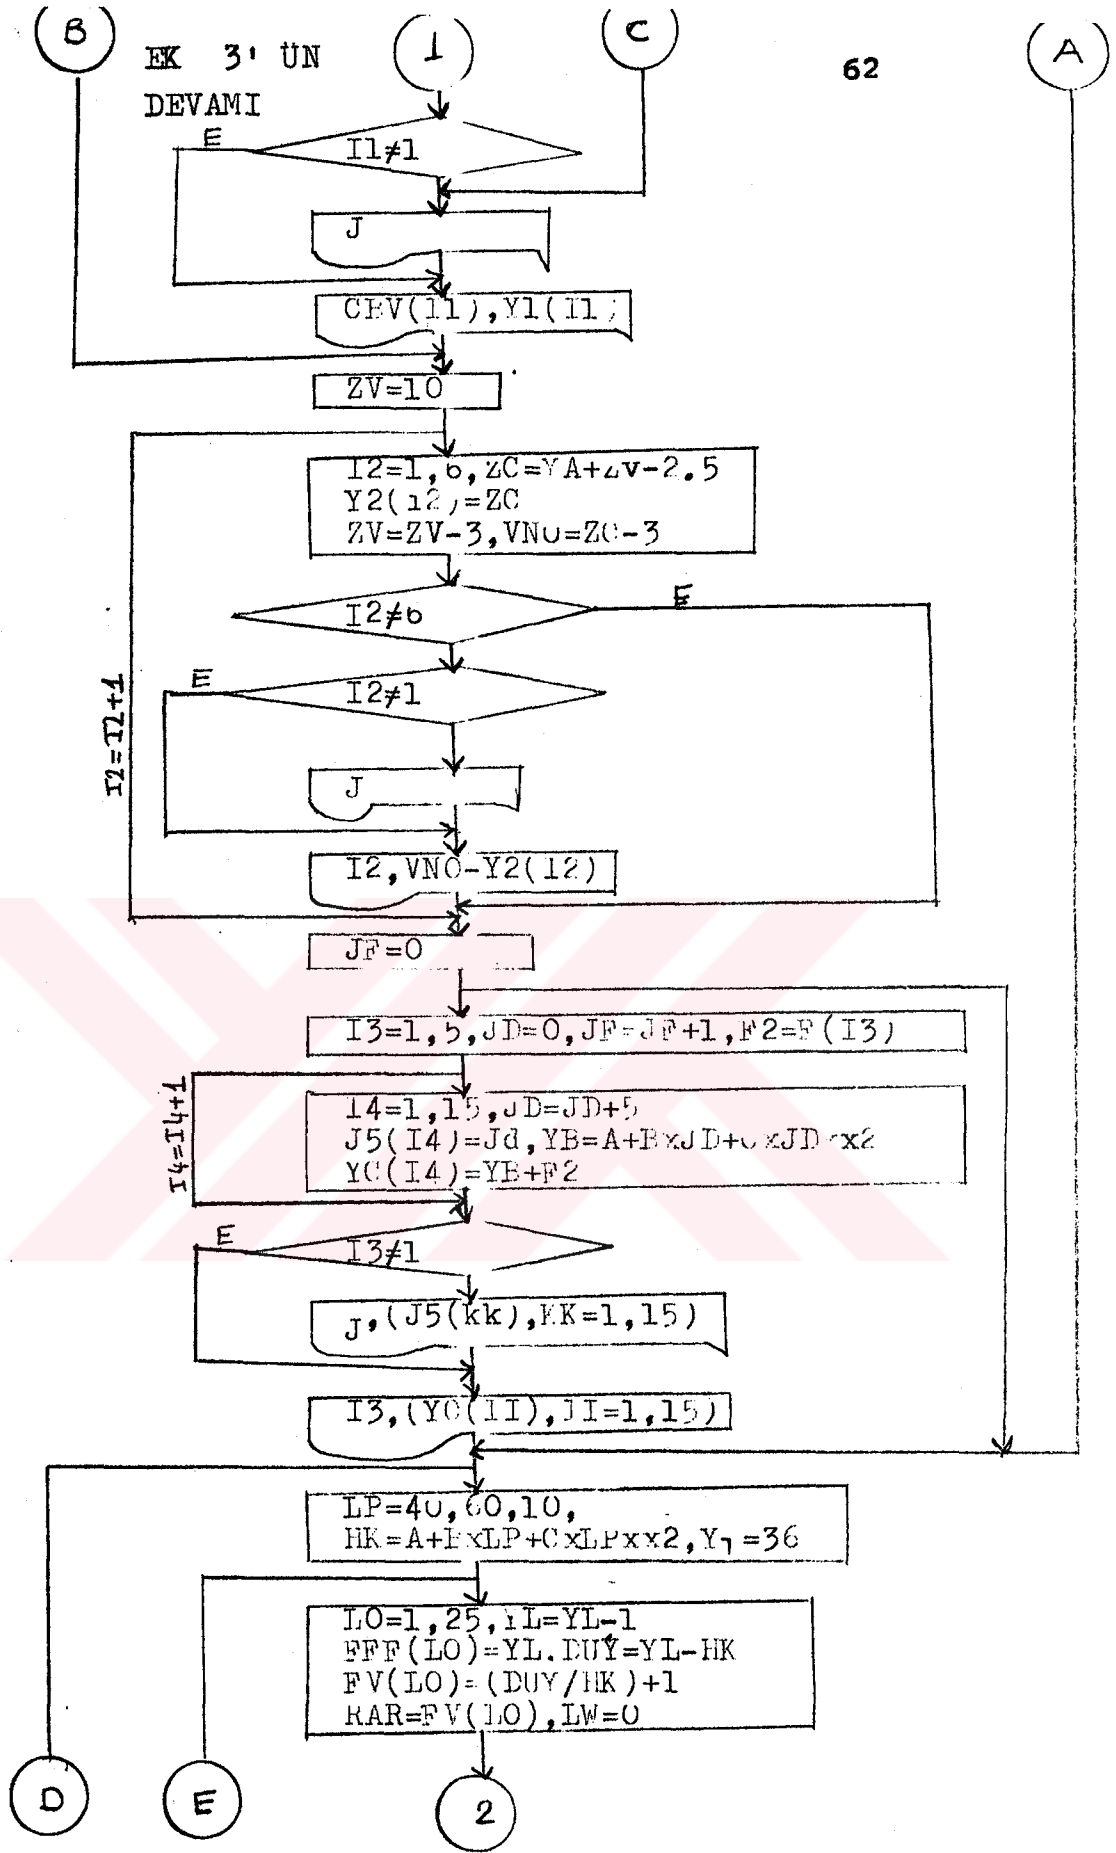 B
EK 3' ÜN
DEVAMI
1
C
62
A
E
I1≠1
J
CEV(I1),Y1(I1)
ZV=10
I2=1,6,ZC=YA+ZV-2.5
Y2(I2)=ZC
ZV=ZV-3,VNO=ZC-3
I2≠6
E
E
I2≠1
I2=I2+1
J
I2,VNO-Y2(I2)
JF=0
I3=1,5,JD=0,JF=JF+1,F2=F(I3)
I4=I4+1
I4=1,15,JD=JD+5
J5(I4)=Jd,YB=A+BxJD+CxJDxx2
YC(I4)=YB+F2
E
I3≠1
J,(J5(kk),KK=1,15)
I3,(YC(II),II=1,15)
LP=40,60,10,
HK=A+BxLP+CxLPxx2, =36
LO=1,25,YL=YL-1
FFF(LO)=YL.DUY=YL-HK
FV(LO)=(DUY/HK)+1
RAR=FV(LO),LW=0
D
E
2